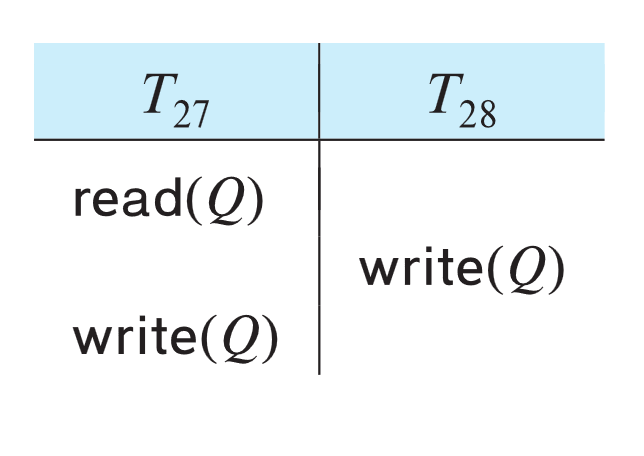 T27 T28
read(Q)
write(Q)
write(Q)